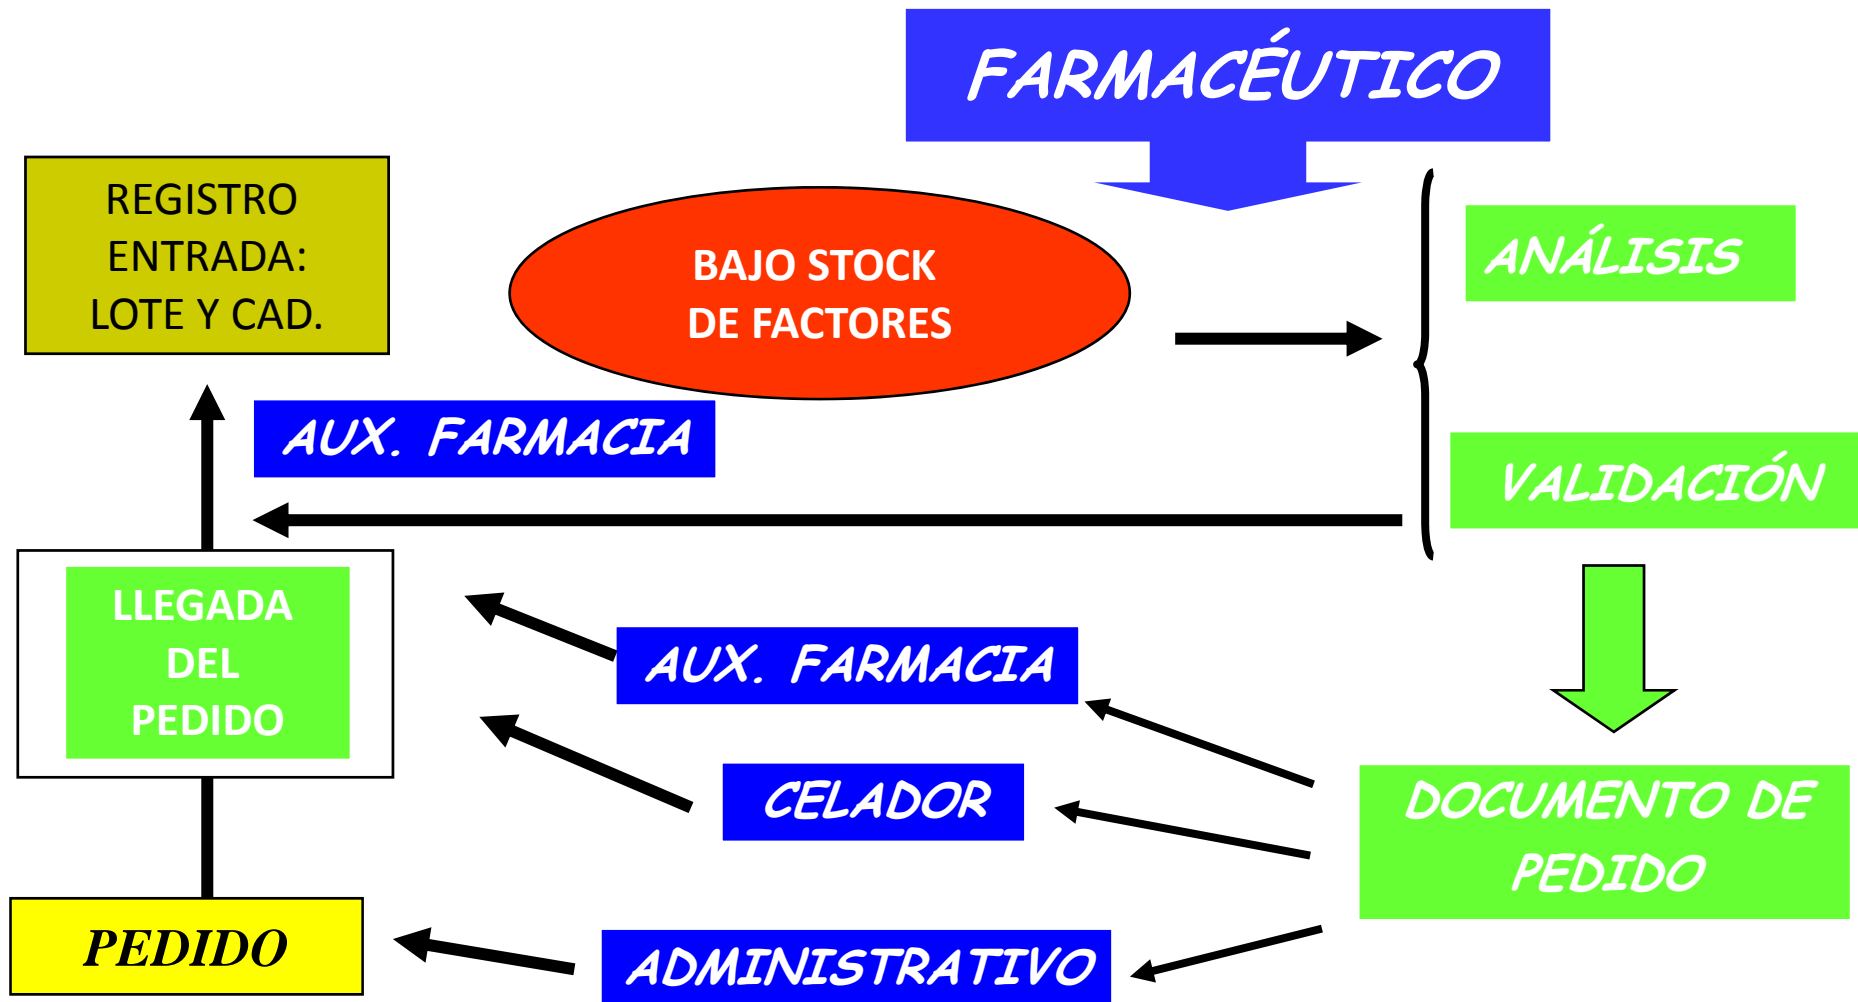 FARMACÉUTICO
REGISTRO
ENTRADA:
LOTE Y CAD.
BAJO STOCK
DE FACTORES
ANÁLISIS
AUX. FARMACIA
VALIDACIÓN
LLEGADA
DEL
PEDIDO
AUX. FARMACIA
CELADOR
DOCUMENTO DE
PEDIDO
PEDIDO
ADMINISTRATIVO